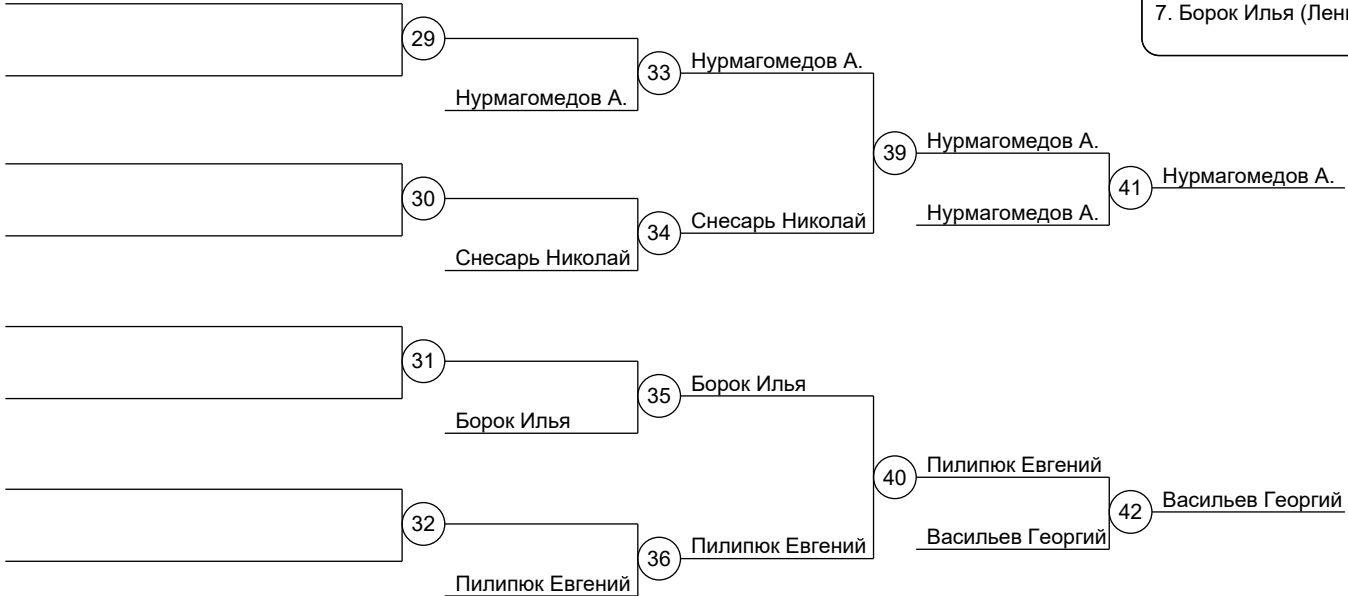 7. Борок Илья
29
33
Нурмагомедов А.
Нурмагомедов А.
39
Нурмагомедов А.
30
34
Снесарь Николай
Снесарь Николай
Нурмагомедов А.
41
Нурмагомедов А.
31
35
Борок Илья
Борок Илья
40
Пилипюк Евгений
32
36
Пилипюк Евгений
Пилипюк Евгений
Васильев Георгий
42
Васильев Георгий